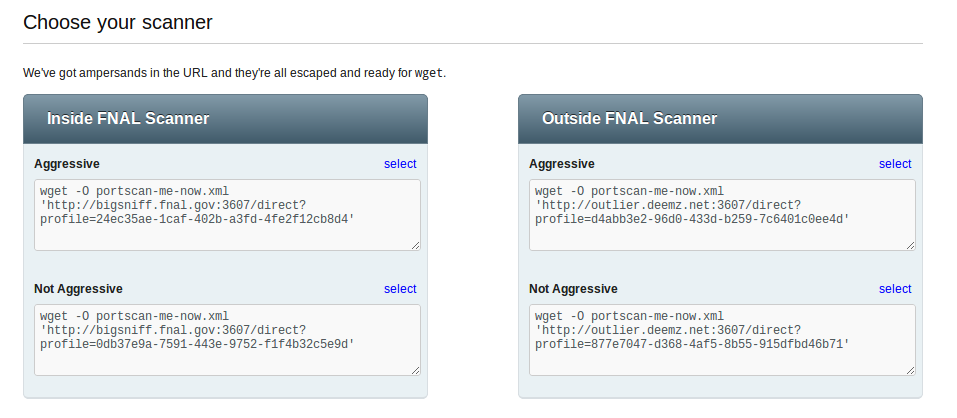 Choose your scanner
We've got ampersands in the URL and they're all escaped and ready for wget.
Inside FNAL Scanner
Aggressive select
wget -O portscan-me-now.xml
'http://bigsniff.fnal.gov:3607/direct?
profile=24ec35ae-1caf-402b-a3fd-4fe2f12cb8d4'
Not Aggressive select
wget -O portscan-me-now.xml
'http://bigsniff.fnal.gov:3607/direct?
profile=0db37e9a-7591-443e-9752-f1f4b32c5e9d'
Outside FNAL Scanner
Aggressive select
wget -O portscan-me-now.xml
'http://outlier.deemz.net:3607/direct?
profile=d4abb3e2-96d0-433d-b259-7c6401c0ee4d'
Not Aggressive select
wget -O portscan-me-now.xml
'http://outlier.deemz.net:3607/direct?
profile=877e7047-d368-4af5-8b55-915dfbd46b71'